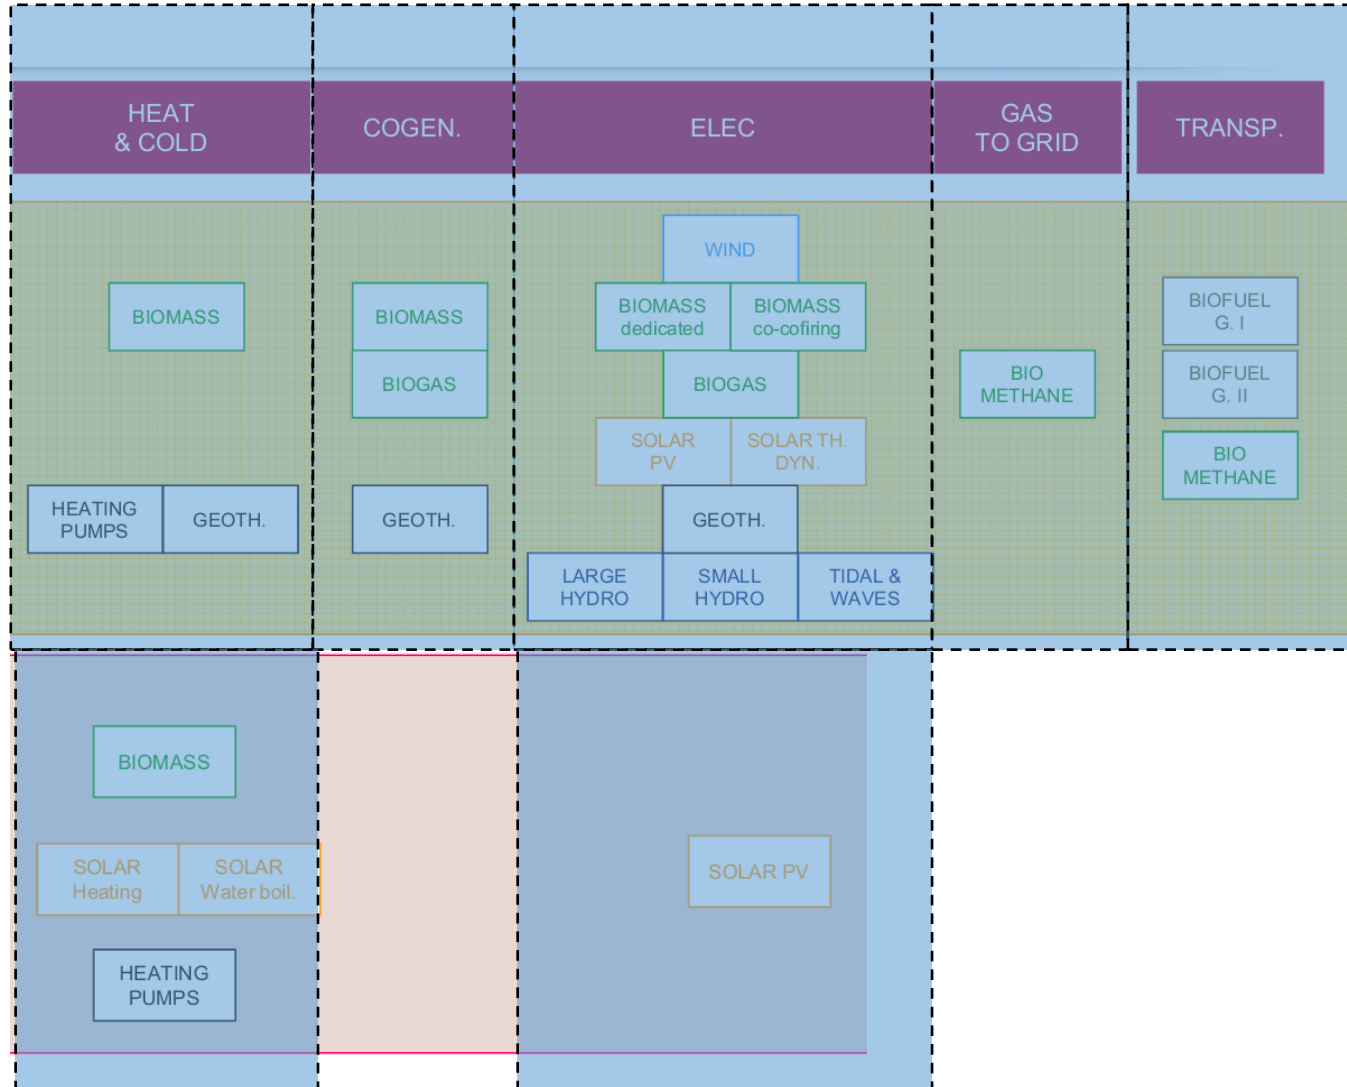 HEAT
& COLD
COGEN.
ELEC
GAS
TO GRID
TRANSP.
WIND
BIOMASS
BIOMASS
BIOMASS
dedicated
BIOMASS
co-cofiring
BIOFUEL
G. I
BIOGAS
BIOGAS
BIO
METHANE
BIOFUEL
G. II
SOLAR
PV
SOLAR TH.
DYN.
BIO
METHANE
HEATING
PUMPS
GEOTH.
GEOTH.
GEOTH.
LARGE
HYDRO
SMALL
HYDRO
TIDAL &
WAVES
BIOMASS
SOLAR
Heating
SOLAR
Water boil.
SOLAR PV
HEATING
PUMPS